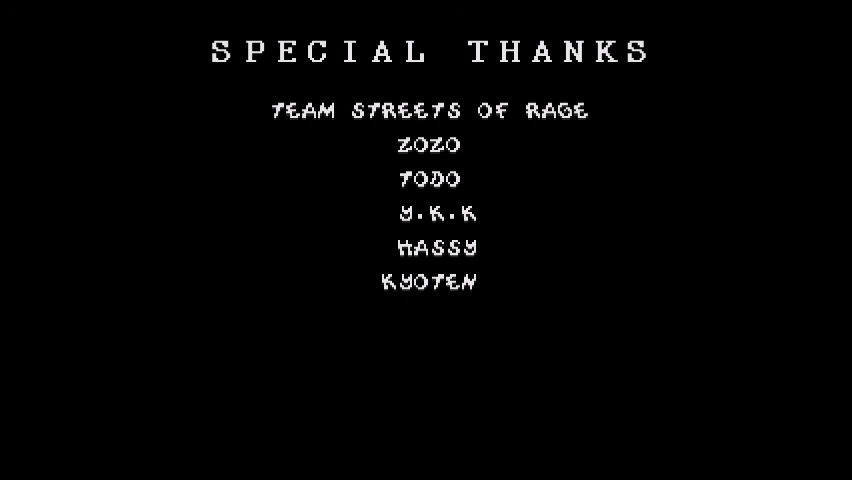 SPECIAL THANKS
TEAM STREETS OF RAGE
ZOZO
TODO
Y.K.K
HASSY
KYOTEN